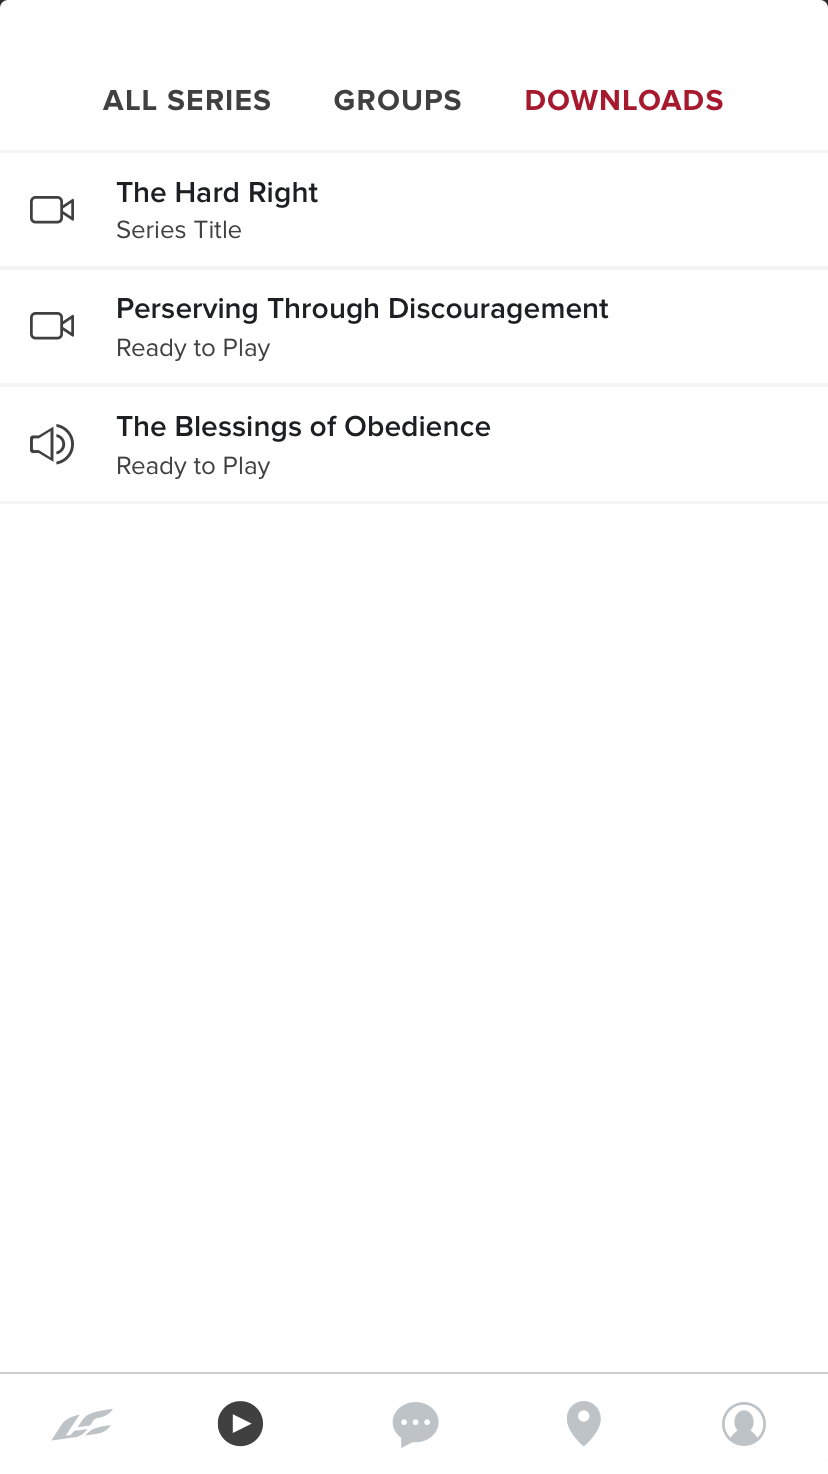 ALL SERIES GROUPS DOWNLOADS
The Hard Right
Series Title
Perserving Through Discouragement
Ready to Play
The Blessings of Obedience
Ready to Play